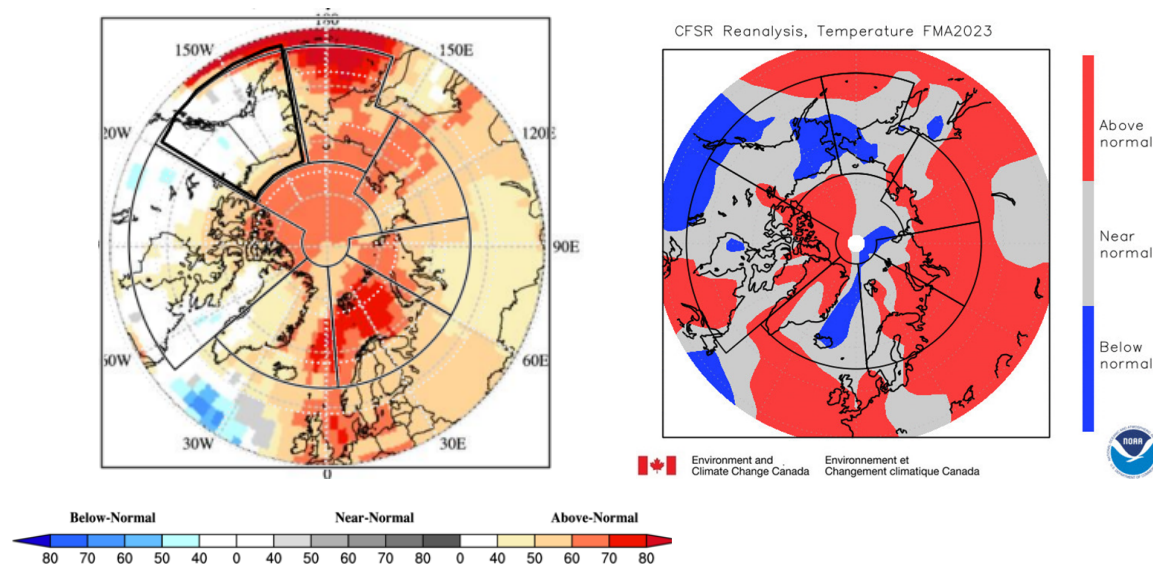 CFSR Reanalysis, Temperature FMA2023
180
150W
150E
20W
120E
90E
60E
30W
30E
0
Above
normal
Near
normal
Below
normal
NOAA
Environment and
Climate Change Canada
Environnement et
Changement climatique Canada
Below-Normal Near-Normal Above-Normal
80 70 60 50 40 0 40 50 60 70 80 0 40 50 60 70 80